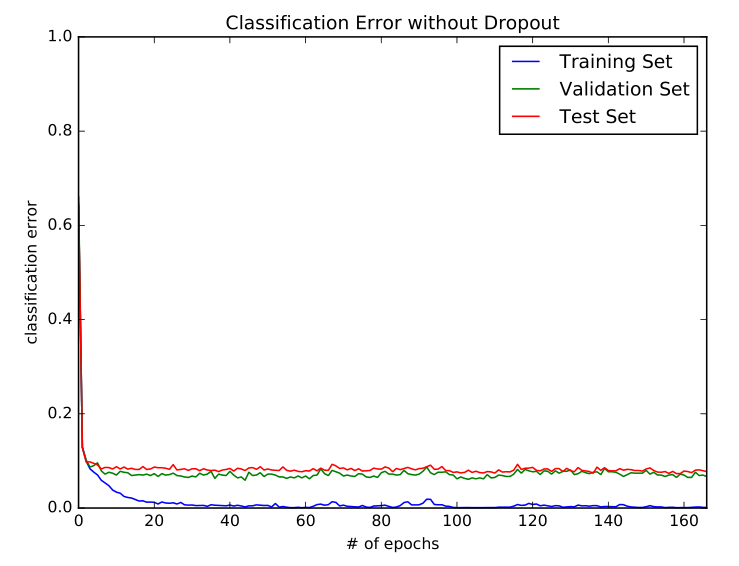 Classification Error without Dropout
1.0
0.8
0.6
0.4
0.2
0.0
classification error
Training Set
Validation Set
Test Set
0 20 40 60 80 100 120 140 160
# of epochs